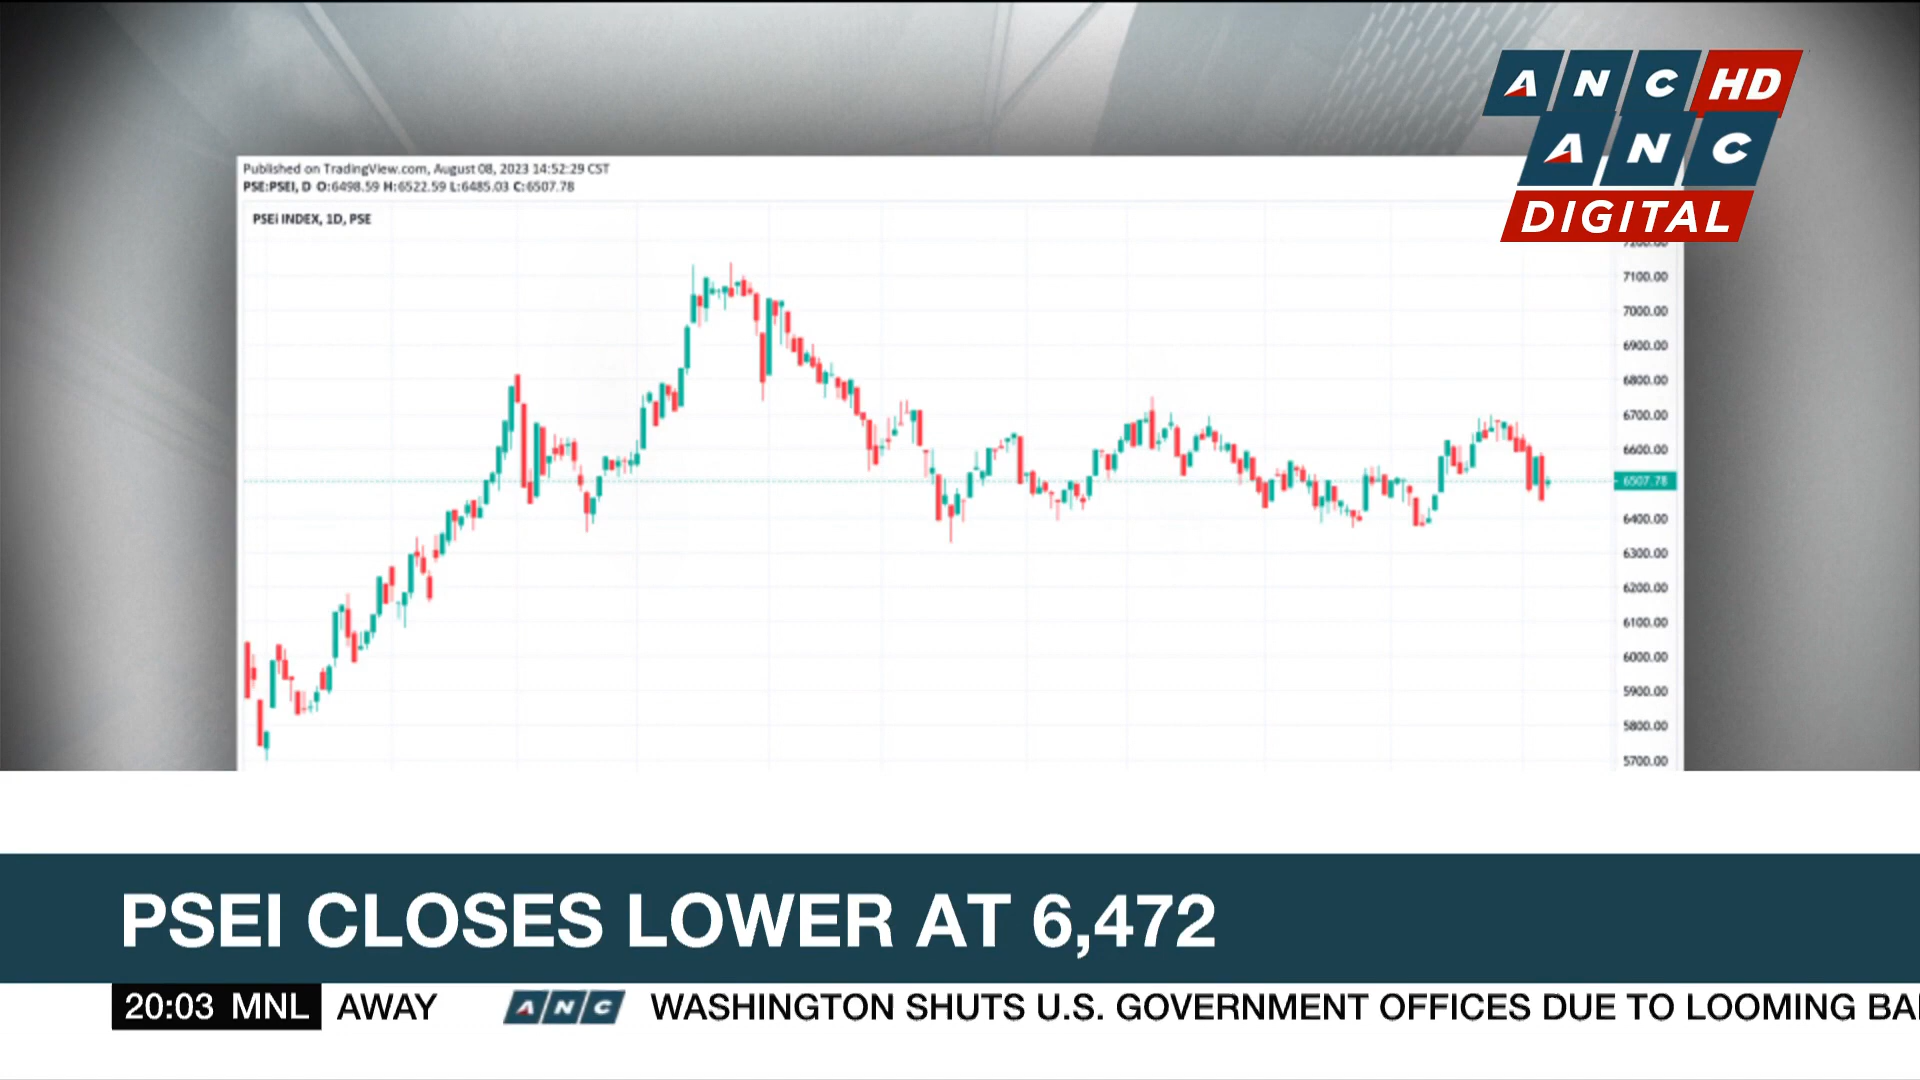 ANC HD
ANC
DIGITAL
Published on TradingView.com, August 08, 2023 14:52:29 CST
PSE:PSEI, D O:6498.59 H:6522.59 L:6485.03 C:6507.78
PSEi INDEX, 1D, PSE
7200.00
7100.00
7000.00
6900.00
6800.00
6700.00
6600.00
6507.78
6400.00
6300.00
6200.00
6100.00
6000.00
5900.00
5800.00
5700.00
PSEI CLOSES LOWER AT 6,472
20:03 MNL AWAY ANC WASHINGTON SHUTS U.S. GOVERNMENT OFFICES DUE TO LOOMING BA